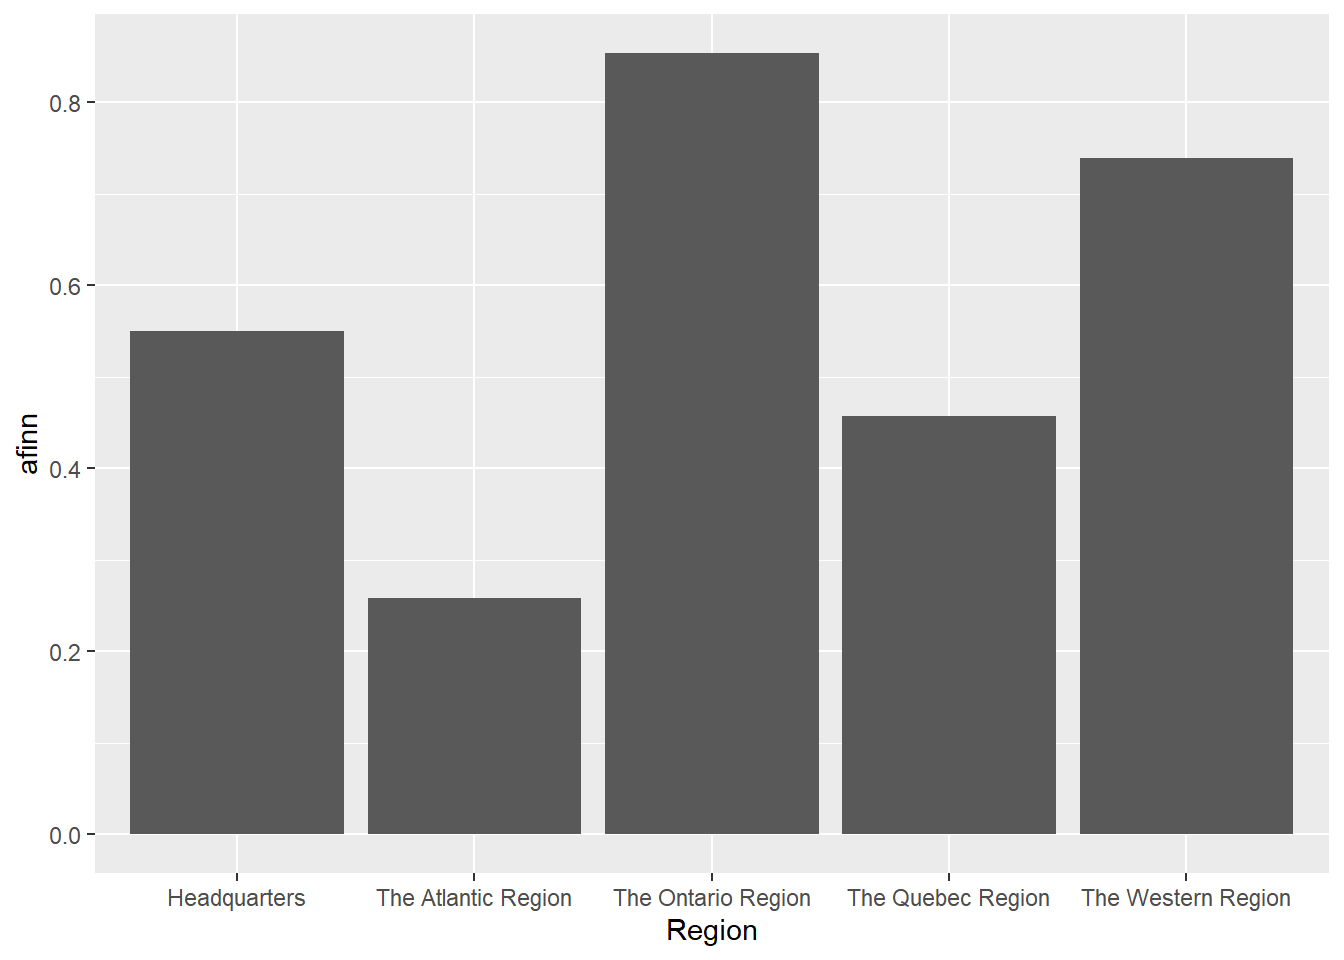 0.8
0.6
0.4
0.2
0.0
afinn
Headquarters The Atlantic Region The Ontario Region The Quebec Region The Western Region
Region